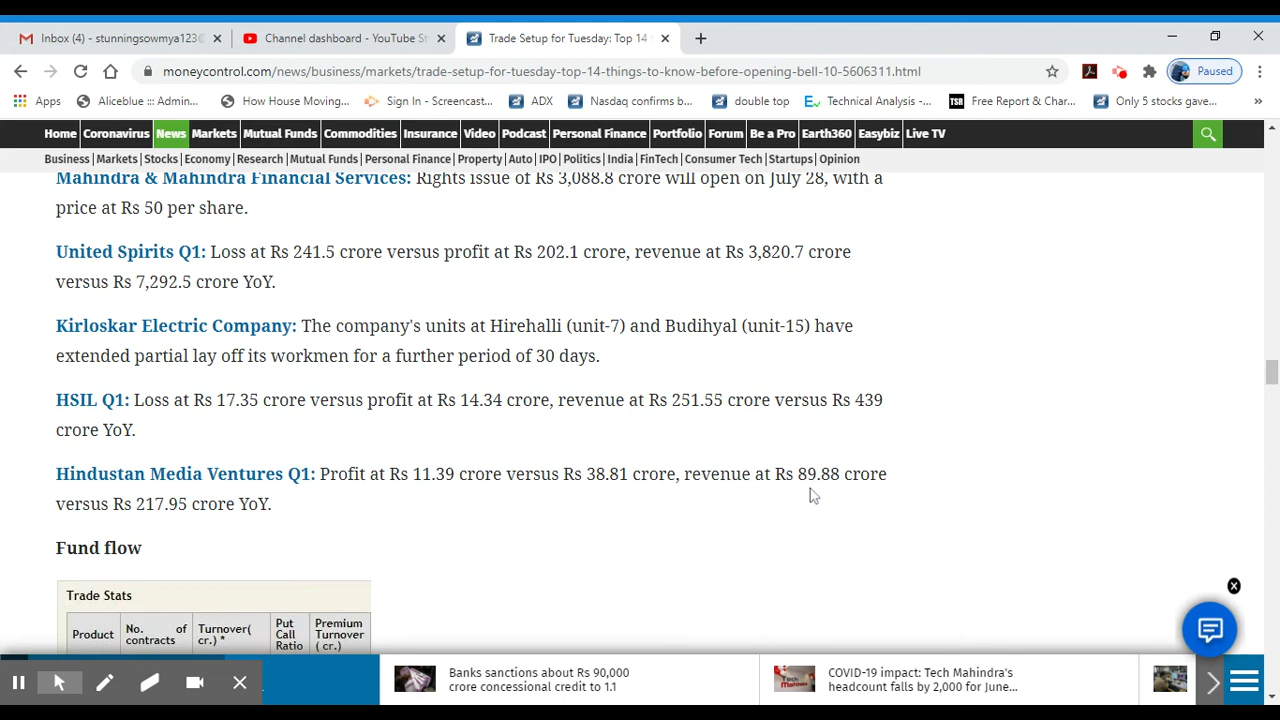 Inbox (4) - stunningsowmya123@
Channel dashboard - YouTube St
Trade Setup for Tuesday: Top 14
moneycontrol.com/news/business/markets/trade-setup-for-tuesday-top-14-things-to-know-before-opening-bell-10-5606311.html
Paused
Apps Aliceblue ::: Admin... How House Moving... Sign In - Screencast... ADX Nasdaq confirms b... double top Technical Analysis -... TSR Free Report & Char... Only 5 stocks gave... »
Home Coronavirus News Markets Mutual Funds Commodities Insurance Video Podcast Personal Finance Portfolio Forum Be a Pro Earth360 Easybiz Live TV
Business | Markets | Stocks | Economy | Research | Mutual Funds | Personal Finance | Property | Auto | IPO | Politics | India | FinTech | Consumer Tech | Startups | Opinion
Mahindra & Mahindra Financial Services: Rights issue of Rs 3,088.8 crore will open on July 28, with a
price at Rs 50 per share.
United Spirits Q1: Loss at Rs 241.5 crore versus profit at Rs 202.1 crore, revenue at Rs 3,820.7 crore
versus Rs 7,292.5 crore YoY.
Kirloskar Electric Company: The company's units at Hirehalli (unit-7) and Budihyal (unit-15) have
extended partial lay off its workmen for a further period of 30 days.
HSIL Q1: Loss at Rs 17.35 crore versus profit at Rs 14.34 crore, revenue at Rs 251.55 crore versus Rs 439
crore YoY.
Hindustan Media Ventures Q1: Profit at Rs 11.39 crore versus Rs 38.81 crore, revenue at Rs 89.88 crore
versus Rs 217.95 crore YoY.
Fund flow
Trade Stats
Product
No. of
contracts
Turnover(
cr.) *
Put
Call
Ratio
Premium
Turnover
( cr.)
Banks sanctions about Rs 90,000
crore concessional credit to 1.1
COVID-19 impact: Tech Mahindra's
headcount falls by 2,000 for June...